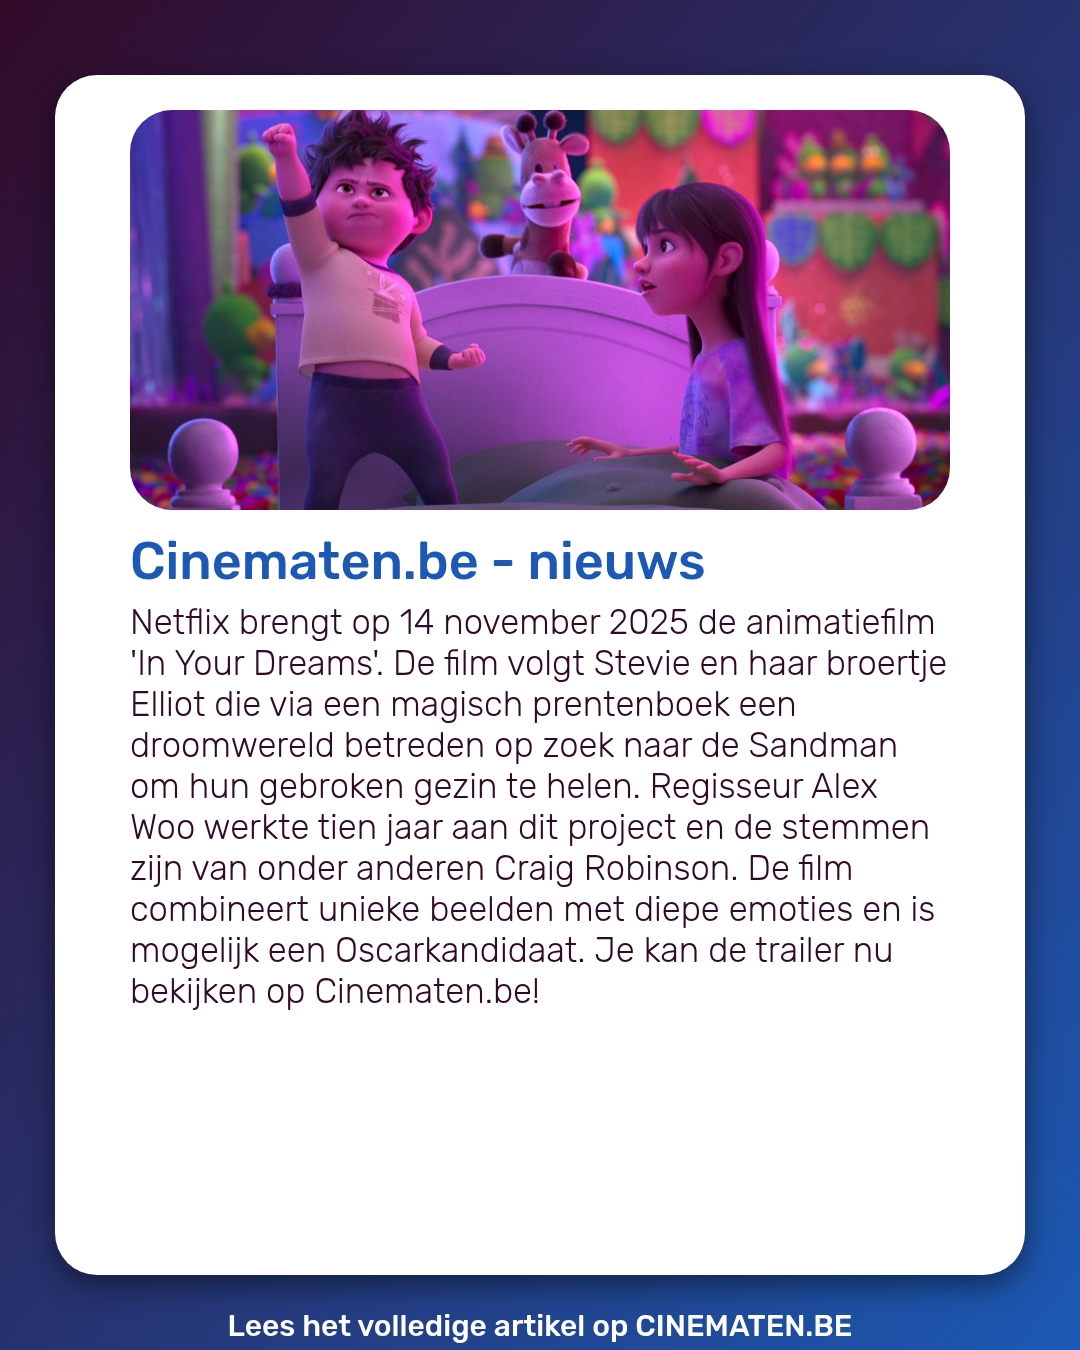 Cinematen.be - nieuws
Netflix brengt op 14 november 2025 de animatiefilm
'In Your Dreams'. De film volgt Stevie en haar broertje
Elliot die via een magisch prentenboek een
droomwereld betreden op zoek naar de Sandman
om hun gebroken gezin te helen. Regisseur Alex
Woo werkte tien jaar aan dit project en de stemmen
zijn van onder anderen Craig Robinson. De film
combineert unieke beelden met diepe emoties en is
mogelijk een Oscarkandidaat. Je kan de trailer nu
bekijken op Cinematen.be!
Lees het volledige artikel op CINEMATEN.BE